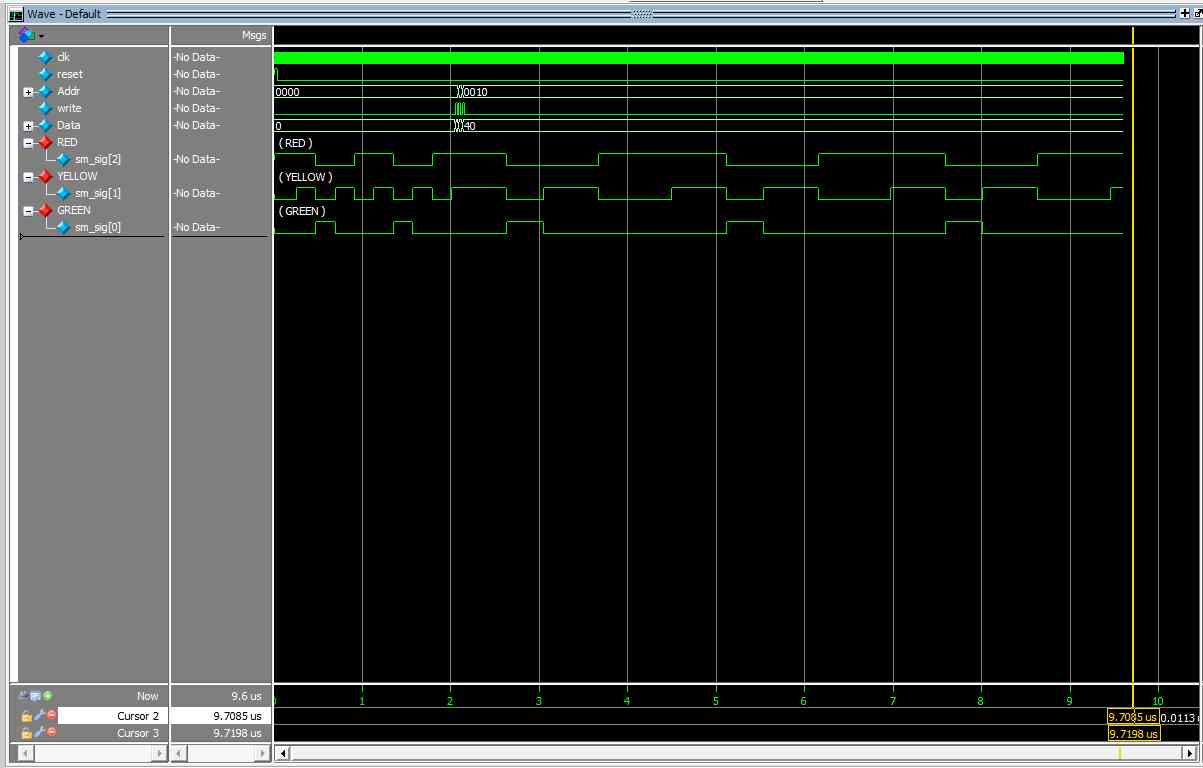 Wave - Default
Msgs
clk -No Data-
reset -No Data-
Addr -No Data- 0000 0010
write -No Data-
Data -No Data- 0 40
RED ( RED )
sm_sig[2] -No Data-
YELLOW ( YELLOW )
sm_sig[1] -No Data-
GREEN ( GREEN )
sm_sig[0] -No Data-
Now 9.6 us 1 2 3 4 5 6 7 8 9 10
Cursor 2 9.7085 us 9.7085 us 0.0113
Cursor 3 9.7198 us 9.7198 us